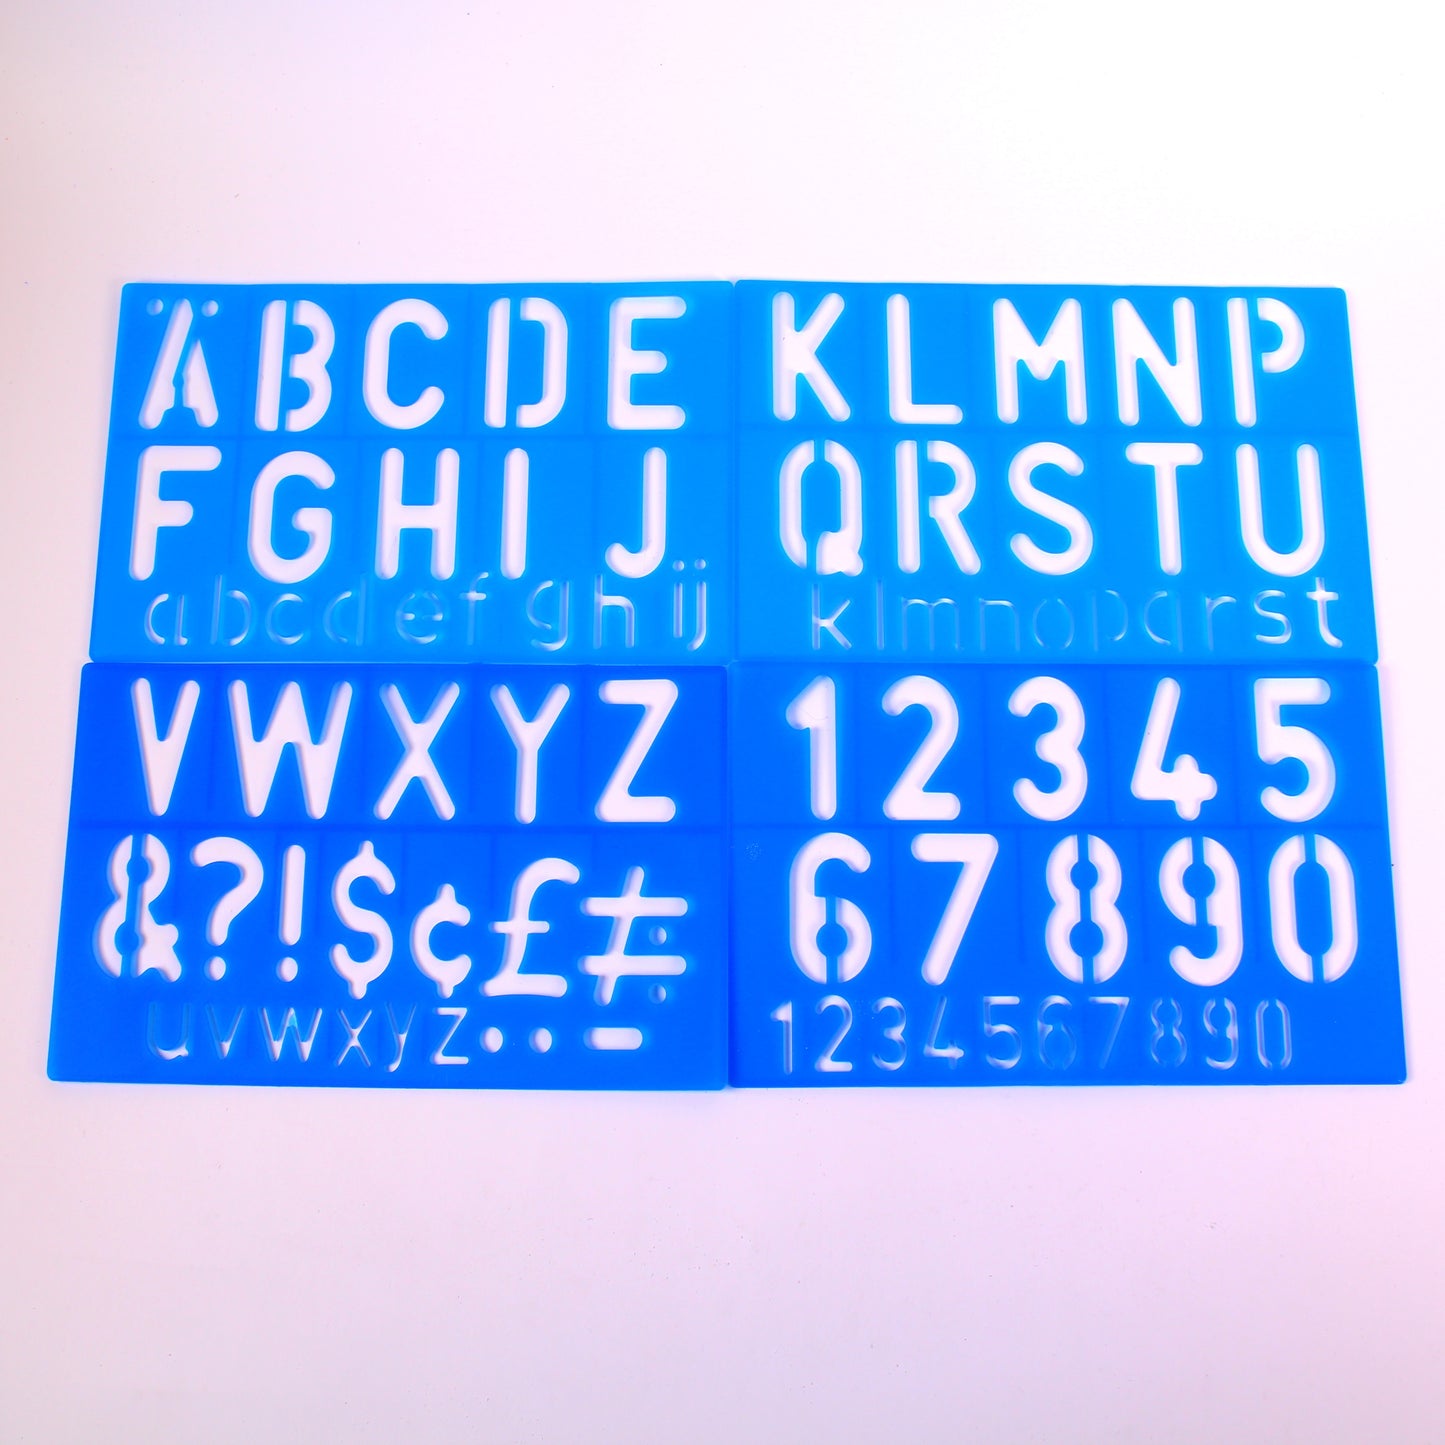 ÄBCDE
FGHIJ
abcdefghij
KLMNP
QRSTU
klmnopqrst
VWXYZ
&?!$¢£≠
uvwxyz
12345
67890
1234567890